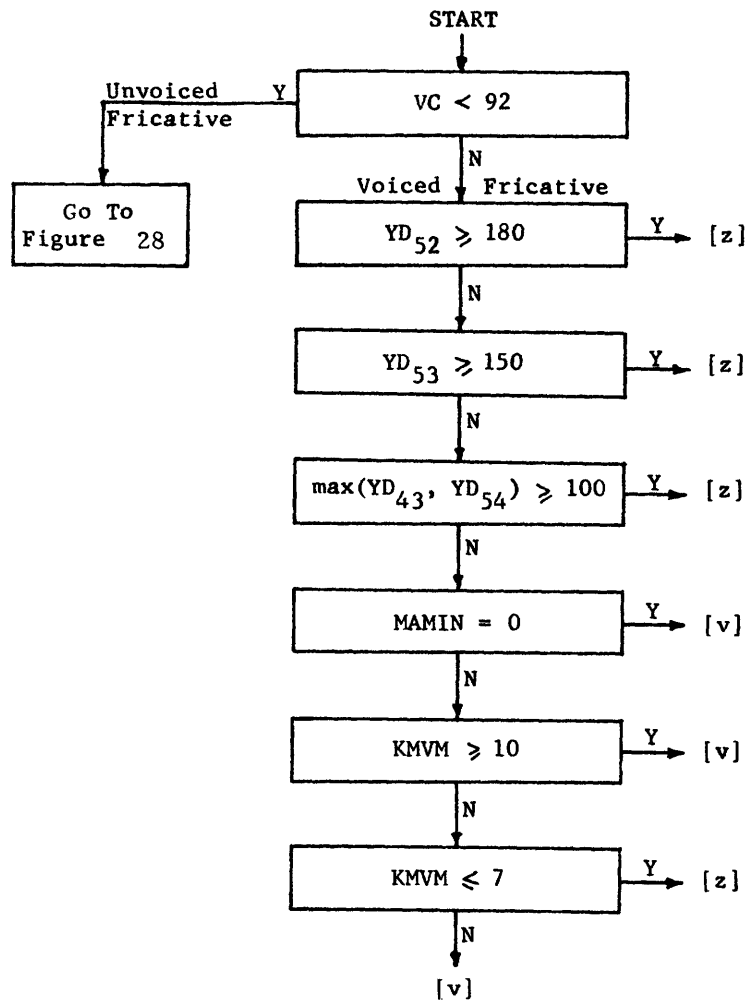 START
Unvoiced Y
Fricative
VC < 92
N
Voiced Fricative
Go To
Figure 28
YD52 ⩾ 180
Y
[z]
N
YD53 ⩾ 150
Y
[z]
N
max(YD43, YD54) ⩾ 100
Y
[z]
N
MAMIN = 0
Y
[v]
N
KMVM ⩾ 10
Y
[v]
N
KMVM ⩽ 7
Y
[z]
N
[v]